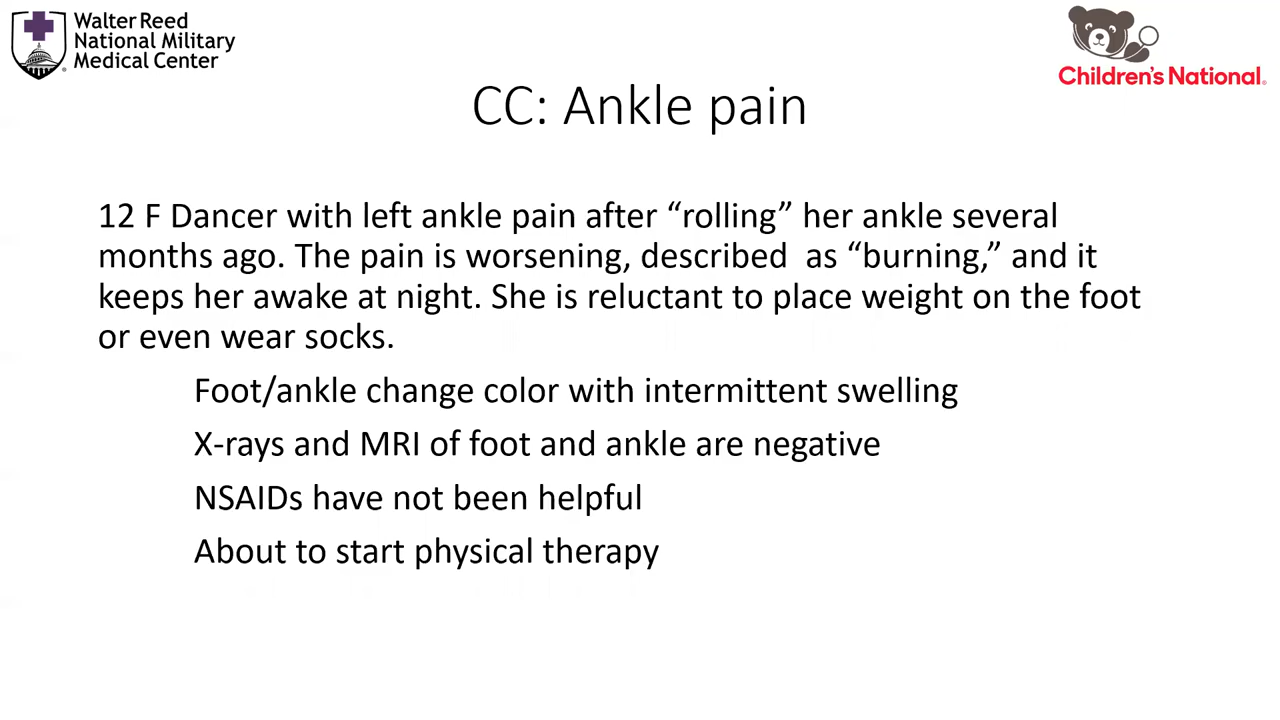 Walter Reed
National Military
Medical Center
Children's National.
CC: Ankle pain
12 F Dancer with left ankle pain after “rolling” her ankle several
months ago. The pain is worsening, described  as “burning,” and it
keeps her awake at night. She is reluctant to place weight on the foot
or even wear socks.
Foot/ankle change color with intermittent swelling
X-rays and MRI of foot and ankle are negative
NSAIDs have not been helpful
About to start physical therapy